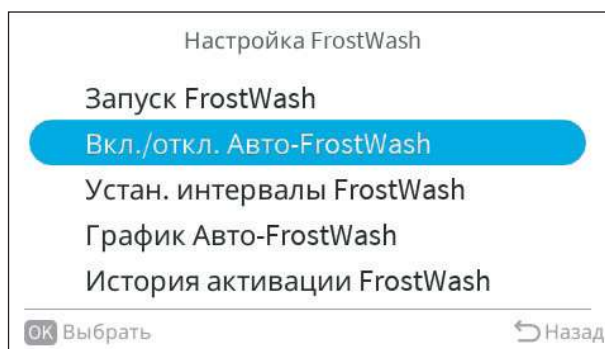 Настройка FrostWash
Запуск FrostWash
Вкл./откл. Авто-FrostWash
Устан. интервалы FrostWash
График Авто-FrostWash
История активации FrostWash
OK Выбрать Назад